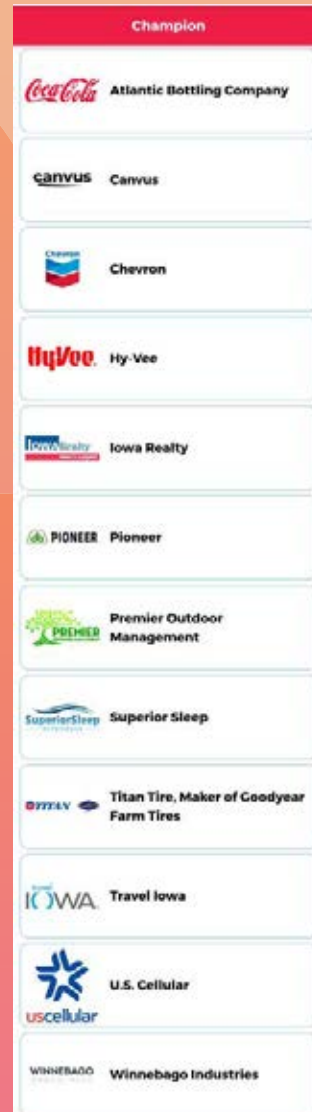 Champion
Coca-Cola Atlantic Bottling Company
canvus Canvus
Chevron Chevron
HyVee Hy-Vee
IowaRealty Iowa Realty
PIONEER Pioneer
PREMIER Premier Outdoor
Management
SuperiorSleep Superior Sleep
TITAN Titan Tire, Maker of Goodyear
Farm Tires
IOWA Travel Iowa
uscellular U.S. Cellular
WINNEBAGO Winnebago Industries